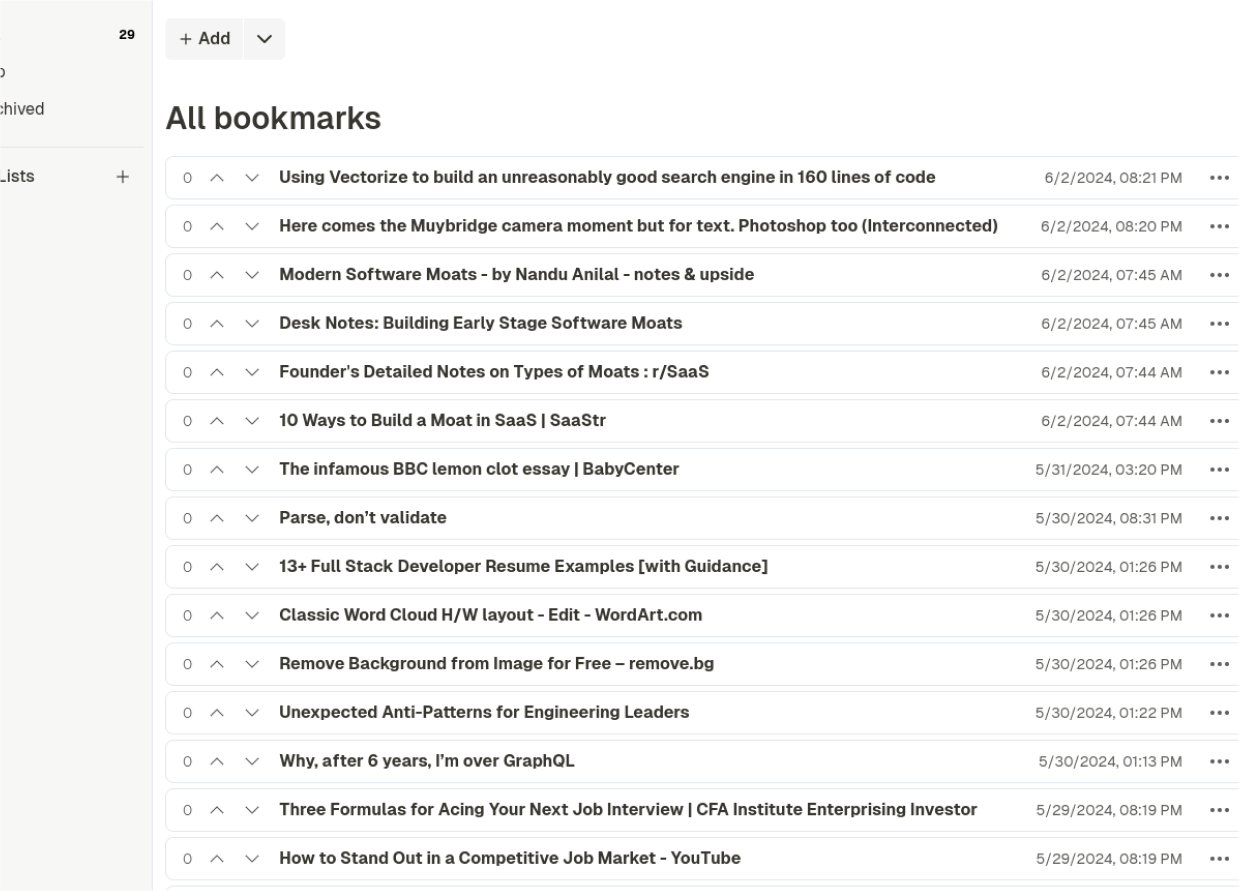 29
+ Add
chived
Lists +
All bookmarks
0 Using Vectorize to build an unreasonably good search engine in 160 lines of code 6/2/2024, 08:21 PM
0 Here comes the Muybridge camera moment but for text. Photoshop too (Interconnected) 6/2/2024, 08:20 PM
0 Modern Software Moats - by Nandu Anilal - notes & upside 6/2/2024, 07:45 AM
0 Desk Notes: Building Early Stage Software Moats 6/2/2024, 07:45 AM
0 Founder's Detailed Notes on Types of Moats : r/SaaS 6/2/2024, 07:44 AM
0 10 Ways to Build a Moat in SaaS | SaaStr 6/2/2024, 07:44 AM
0 The infamous BBC lemon clot essay | BabyCenter 5/31/2024, 03:20 PM
0 Parse, don’t validate 5/30/2024, 08:31 PM
0 13+ Full Stack Developer Resume Examples [with Guidance] 5/30/2024, 01:26 PM
0 Classic Word Cloud H/W layout - Edit - WordArt.com 5/30/2024, 01:26 PM
0 Remove Background from Image for Free – remove.bg 5/30/2024, 01:26 PM
0 Unexpected Anti-Patterns for Engineering Leaders 5/30/2024, 01:22 PM
0 Why, after 6 years, I’m over GraphQL 5/30/2024, 01:13 PM
0 Three Formulas for Acing Your Next Job Interview | CFA Institute Enterprising Investor 5/29/2024, 08:19 PM
0 How to Stand Out in a Competitive Job Market - YouTube 5/29/2024, 08:19 PM